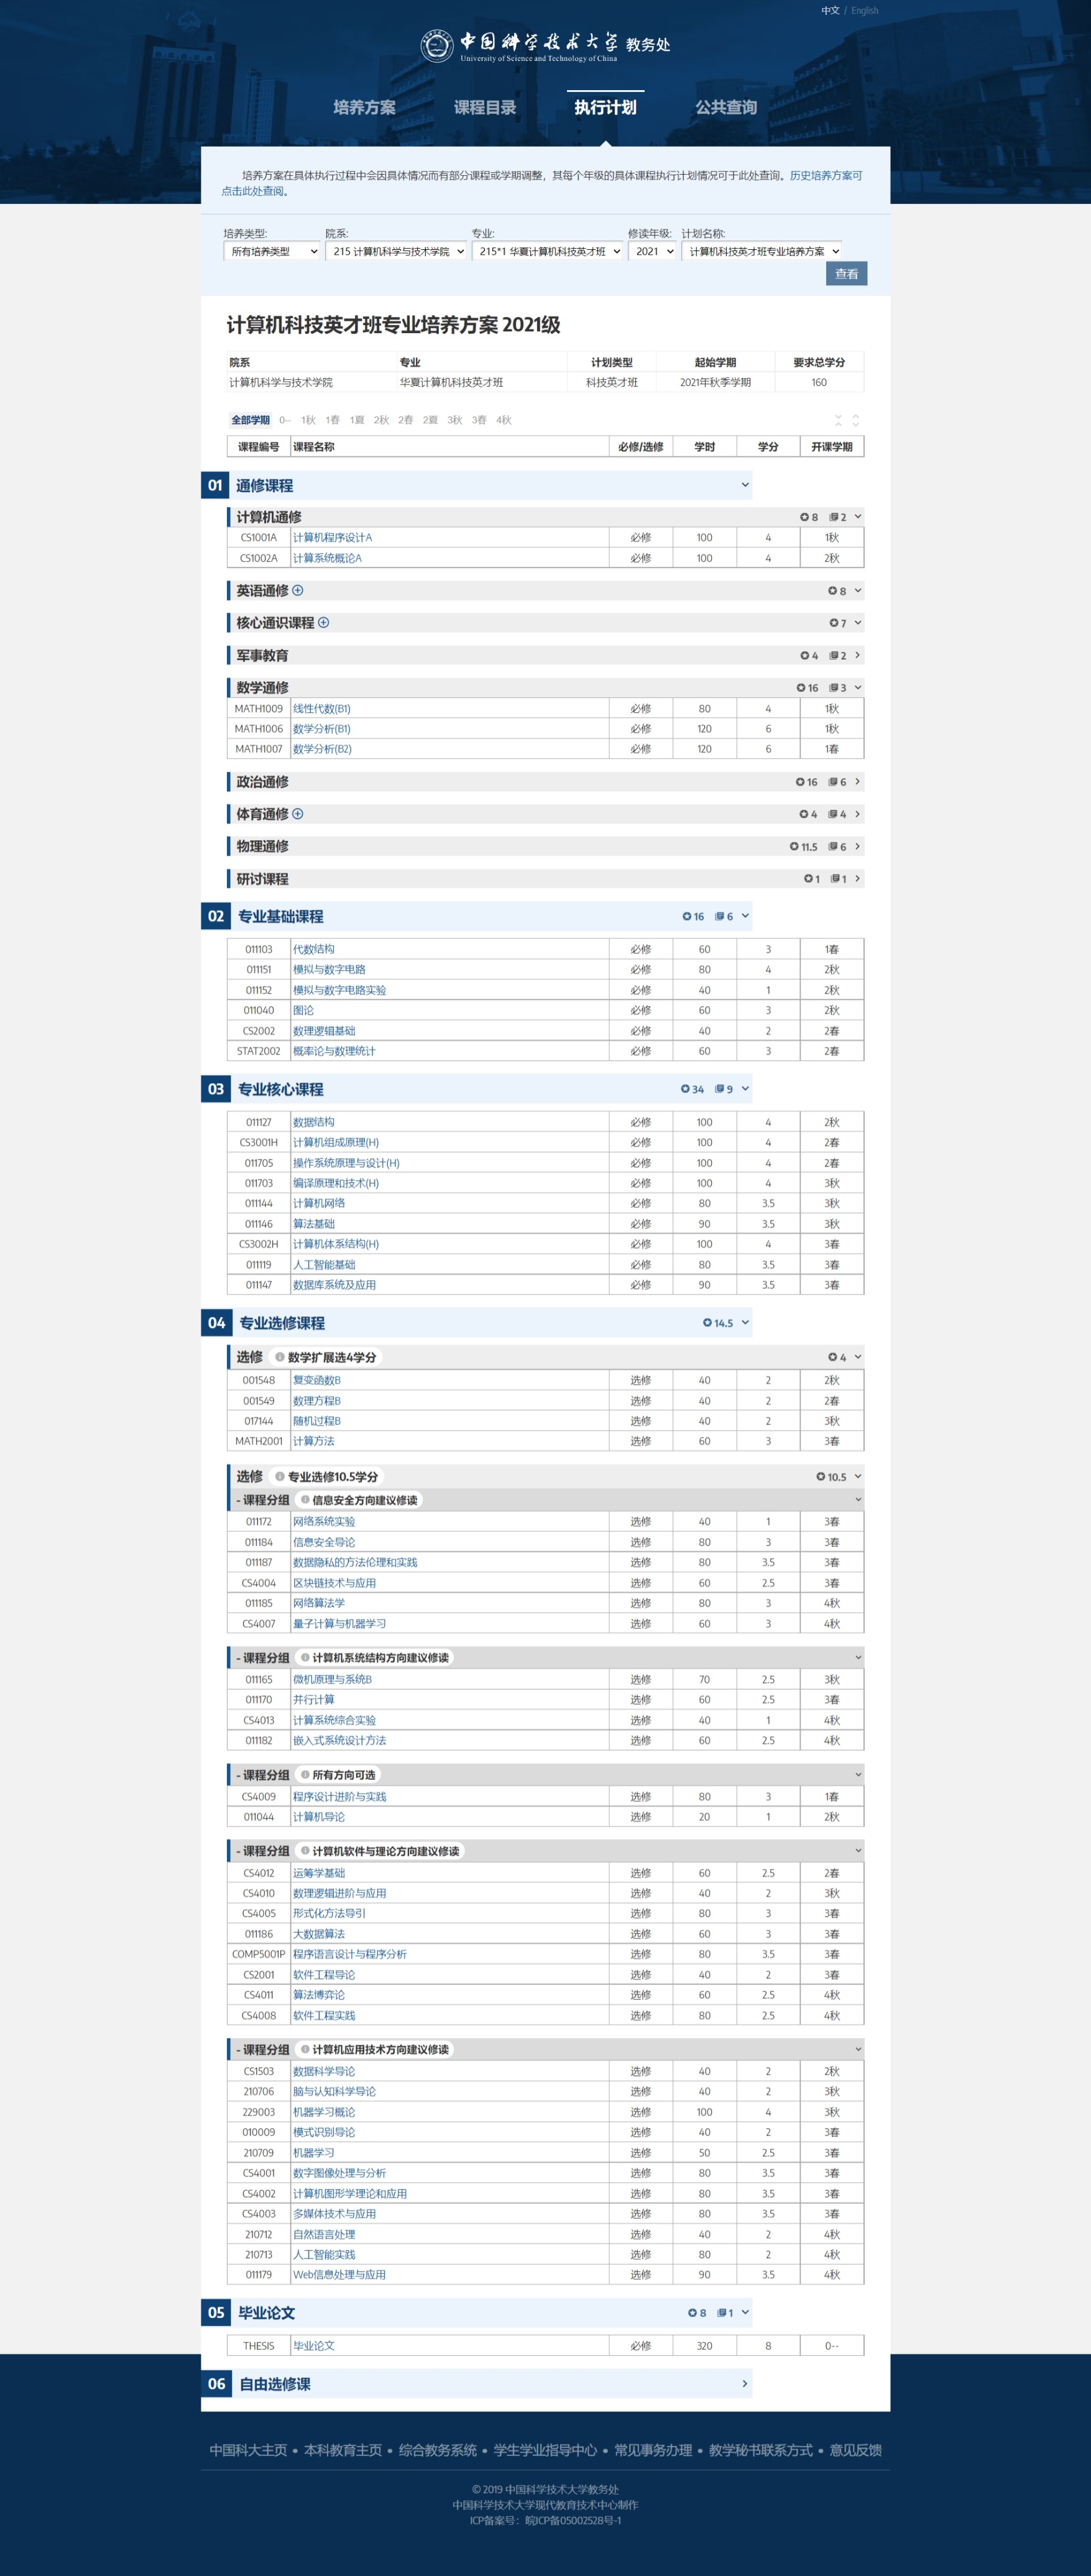 中文 / English
中国科学技术大学 教务处
University of Science and Technology of China
培养方案 课程目录 执行计划 公共查询
培养方案在具体执行过程中会因具体情况而有部分课程或学期调整，其每个年级的具体课程执行计划情况可于此处查询。历史培养方案可
点击此处查阅。
培养类型: 院系: 专业: 修读年级: 计划名称:
所有培养类型 215 计算机科学与技术学院 215*1 华夏计算机科技英才班 2021 计算机科技英才班专业培养方案
查看
计算机科技英才班专业培养方案 2021级
院系 专业 计划类型 起始学期 要求总学分
计算机科学与技术学院 华夏计算机科技英才班 科技英才班 2021年秋季学期 160
全部学期 0-- 1秋 1春 1夏 2秋 2春 2夏 3秋 3春 4秋
课程编号 课程名称 必修/选修 学时 学分 开课学期
01 通修课程
计算机通修 8 2
CS1001A 计算机程序设计A 必修 100 4 1秋
CS1002A 计算系统概论A 必修 100 4 2秋
英语通修 8
核心通识课程 7
军事教育 4 2
数学通修 16 3
MATH1009 线性代数(B1) 必修 80 4 1秋
MATH1006 数学分析(B1) 必修 120 6 1秋
MATH1007 数学分析(B2) 必修 120 6 1春
政治通修 16 6
体育通修 4 4
物理通修 11.5 6
研讨课程 1 1
02 专业基础课程 16 6
011103 代数结构 必修 60 3 1春
011151 模拟与数字电路 必修 80 4 2秋
011152 模拟与数字电路实验 必修 40 1 2秋
011040 图论 必修 60 3 2秋
CS2002 数理逻辑基础 必修 40 2 2春
STAT2002 概率论与数理统计 必修 60 3 2春
03 专业核心课程 34 9
011127 数据结构 必修 100 4 2秋
CS3001H 计算机组成原理(H) 必修 100 4 2春
011705 操作系统原理与设计(H) 必修 100 4 2春
011703 编译原理和技术(H) 必修 100 4 3秋
011144 计算机网络 必修 80 3.5 3秋
011146 算法基础 必修 90 3.5 3秋
CS3002H 计算机体系结构(H) 必修 100 4 3春
011119 人工智能基础 必修 80 3.5 3春
011147 数据库系统及应用 必修 90 3.5 3春
04 专业选修课程 14.5
选修 数学扩展选4学分 4
001548 复变函数B 选修 40 2 2秋
001549 数理方程B 选修 40 2 2春
017144 随机过程B 选修 40 2 3秋
MATH2001 计算方法 选修 60 3 3春
选修 专业选修10.5学分 10.5
- 课程分组 信息安全方向建议修读
011172 网络系统实验 选修 40 1 3春
011184 信息安全导论 选修 80 3 3春
011187 数据隐私的方法伦理和实践 选修 80 3.5 3春
CS4004 区块链技术与应用 选修 60 2.5 3春
011185 网络算法学 选修 80 3 4秋
CS4007 量子计算与机器学习 选修 60 3 4秋
- 课程分组 计算机系统结构方向建议修读
011165 微机原理与系统B 选修 70 2.5 3秋
011170 并行计算 选修 60 2.5 3春
CS4013 计算系统综合实验 选修 40 1 4秋
011182 嵌入式系统设计方法 选修 60 2.5 4秋
- 课程分组 所有方向可选
CS4009 程序设计进阶与实践 选修 80 3 1春
011044 计算机导论 选修 20 1 2秋
- 课程分组 计算机软件与理论方向建议修读
CS4012 运筹学基础 选修 60 2.5 2春
CS4010 数理逻辑进阶与应用 选修 40 2 3秋
CS4005 形式化方法导引 选修 80 3 3春
011186 大数据算法 选修 60 3 3春
COMP5001P 程序语言设计与程序分析 选修 80 3.5 3春
CS2001 软件工程导论 选修 40 2 3春
CS4011 算法博弈论 选修 60 2.5 4秋
CS4008 软件工程实践 选修 80 2.5 4秋
- 课程分组 计算机应用技术方向建议修读
CS1503 数据科学导论 选修 40 2 2秋
210706 脑与认知科学导论 选修 40 2 3秋
229003 机器学习概论 选修 100 4 3秋
010009 模式识别导论 选修 40 2 3春
210709 机器学习 选修 50 2.5 3春
CS4001 数字图像处理与分析 选修 80 3.5 3春
CS4002 计算机图形学理论和应用 选修 80 3.5 3春
CS4003 多媒体技术与应用 选修 80 3.5 3春
210712 自然语言处理 选修 40 2 4秋
210713 人工智能实践 选修 80 2 4秋
011179 Web信息处理与应用 选修 90 3.5 4秋
05 毕业论文 8 1
THESIS 毕业论文 必修 320 8 0--
06 自由选修课
中国科大主页 • 本科教育主页 • 综合教务系统 • 学生学业指导中心 • 常见事务办理 • 教学秘书联系方式 • 意见反馈
© 2019 中国科学技术大学教务处
中国科学技术大学现代教育技术中心制作
ICP备案号：皖ICP备05002528号-1